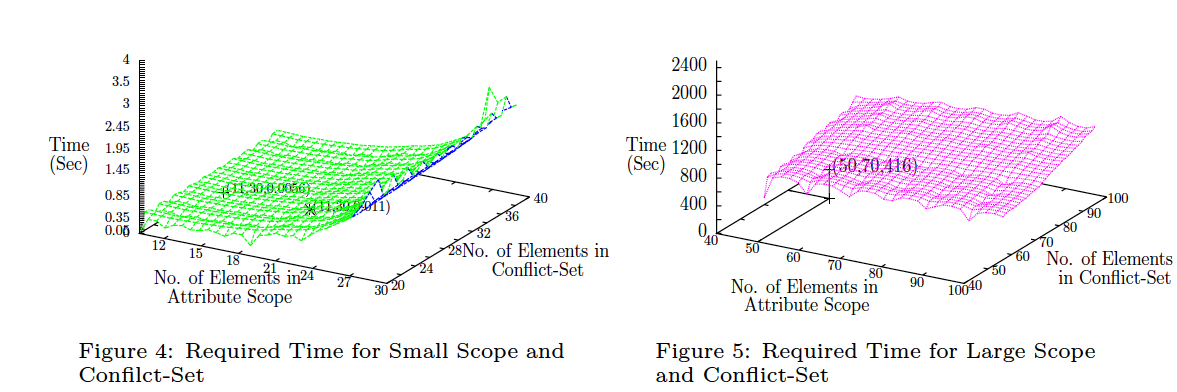 4
3.5
3
2.45
1.95
1.45
0.85
0.35
0.05
0
Time
(Sec)
(11,30,0.0056)
(11,30,0.011)
12
15
18
21
24
27
30
20
24
28
32
36
40
No. of Elements in
Attribute Scope
No. of Elements in
Conflict-Set
Figure 4: Required Time for Small Scope and
Confilct-Set
2400
2000
1600
1200
800
400
0
Time
(Sec)
(50,70,416)
40
50
60
70
80
90
100
40
50
60
70
80
90
100
No. of Elements in
Attribute Scope
No. of Elements
in Conflict-Set
Figure 5: Required Time for Large Scope
and Conflict-Set